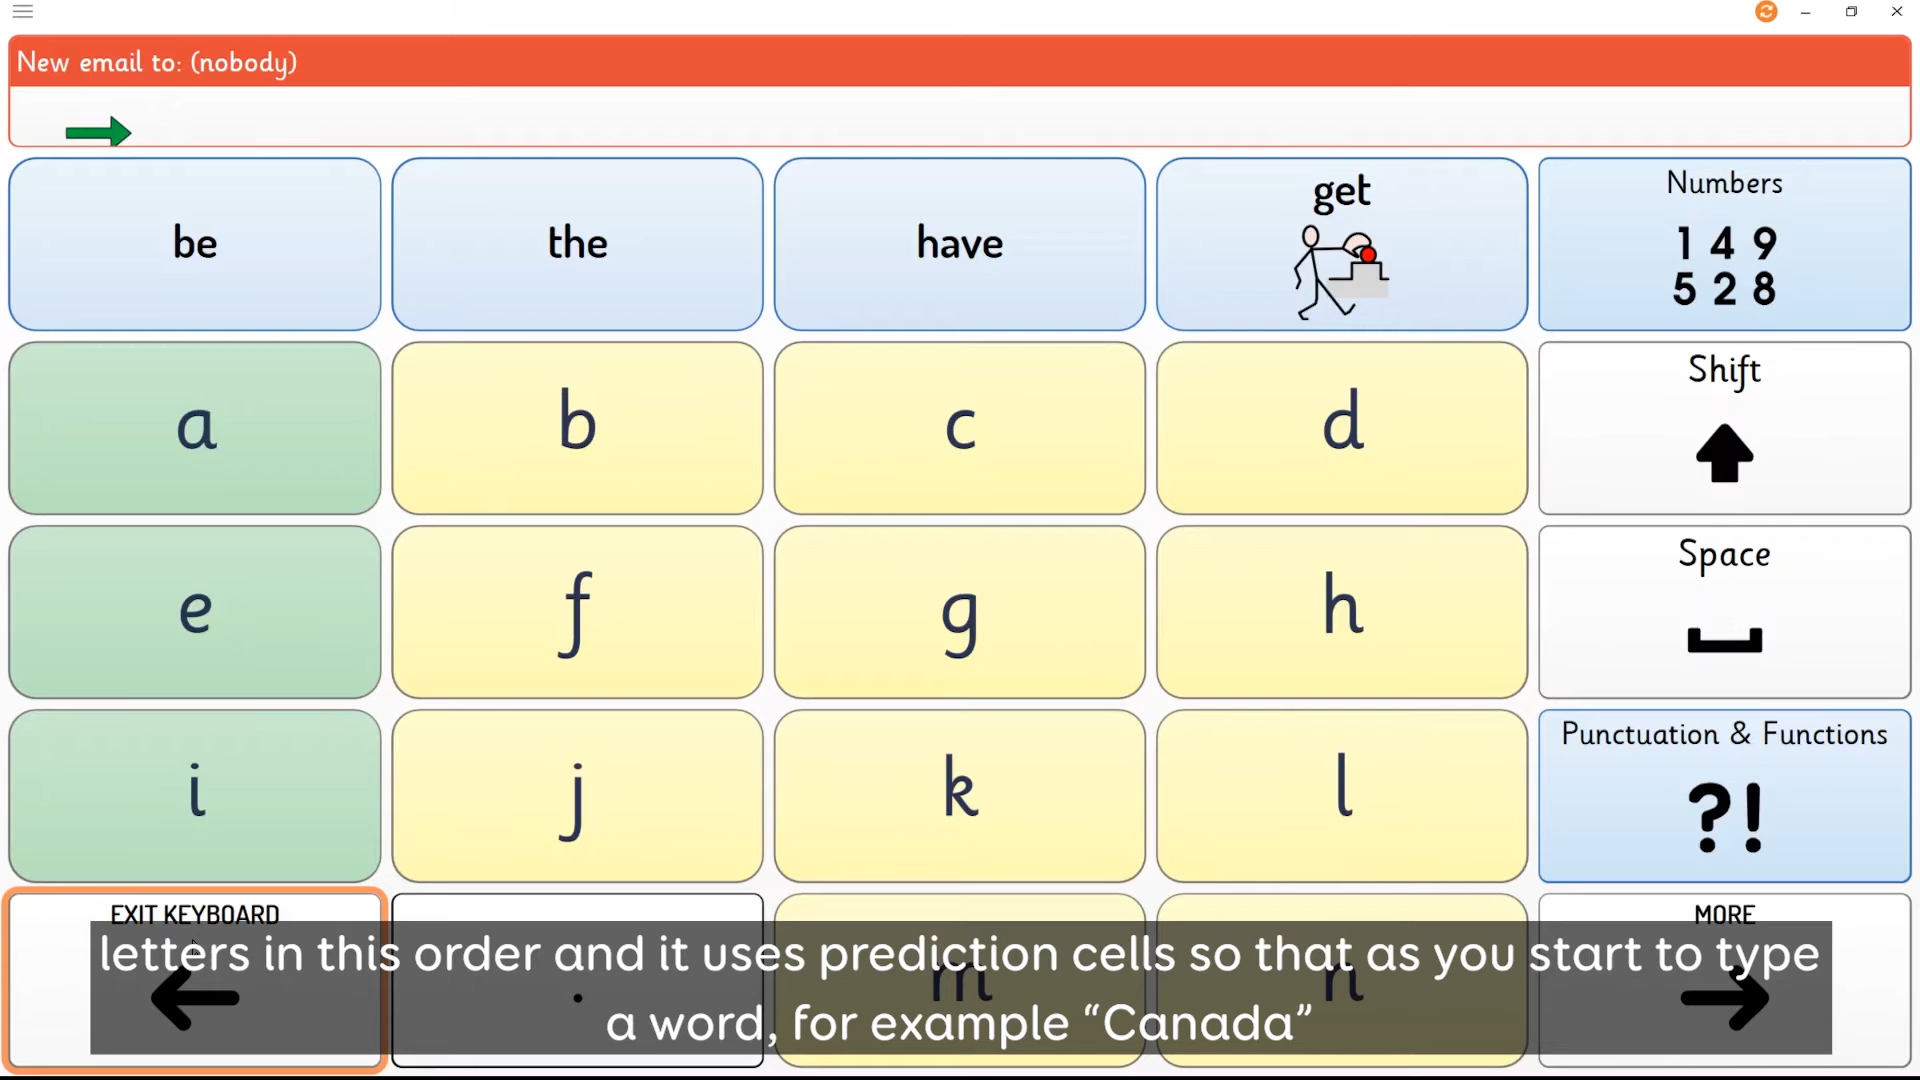 New email to: (nobody)
be
the
have
get
Numbers
1 4 9
5 2 8
a
b
c
d
Shift
e
f
g
h
Space
i
j
k
l
Punctuation & Functions
?!
EXIT KEYBOARD
.
m
n
MORE
letters in this order and it uses prediction cells so that as you start to type
a word, for example “Canada”